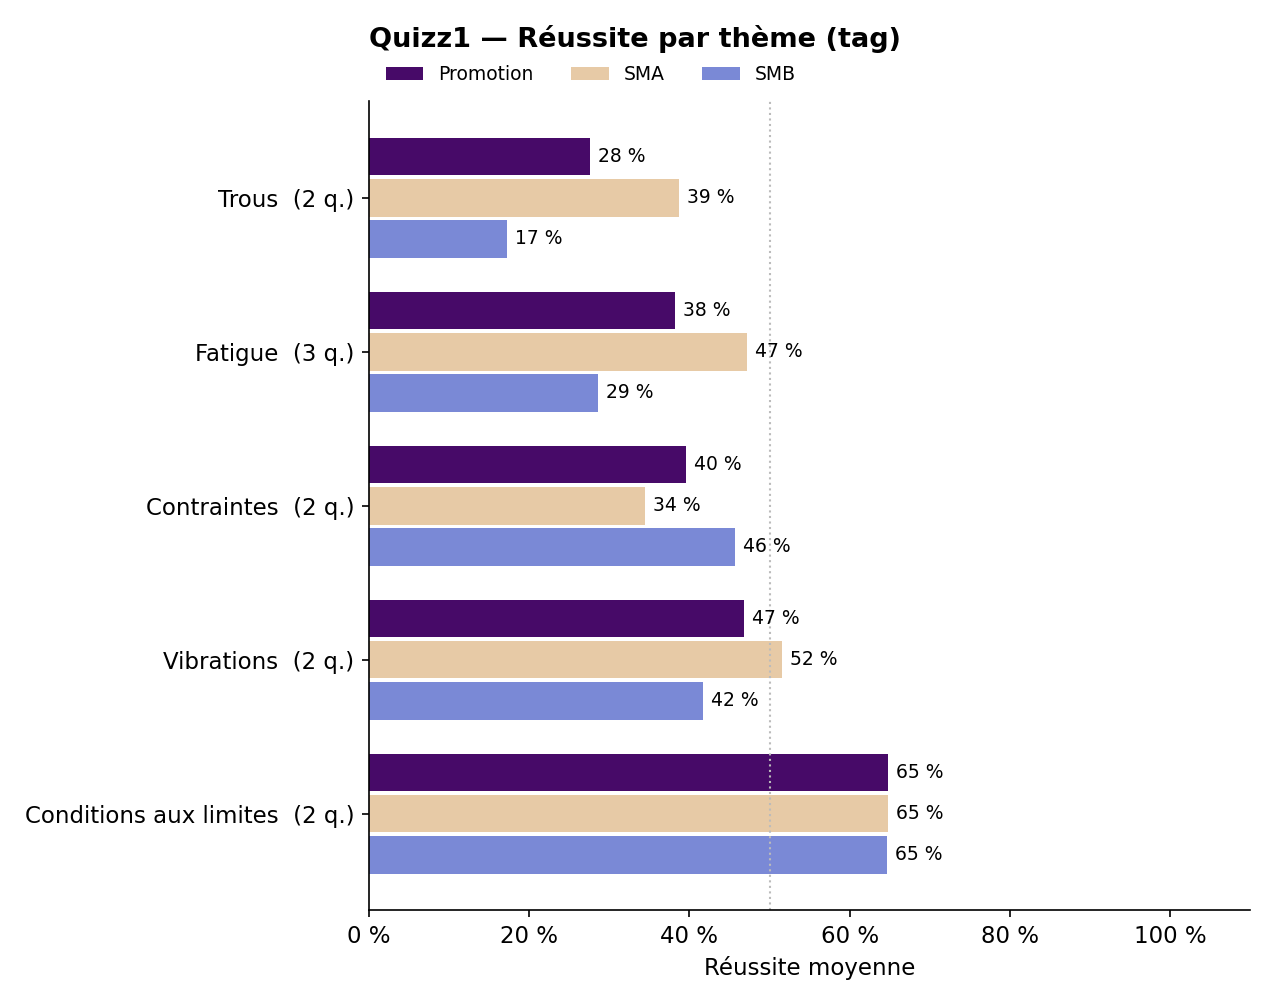 Quizz1 — Réussite par thème (tag)
Promotion SMA SMB
Trous (2 q.)
28 %
39 %
17 %
Fatigue (3 q.)
38 %
47 %
29 %
Contraintes (2 q.)
40 %
34 %
46 %
Vibrations (2 q.)
47 %
52 %
42 %
Conditions aux limites (2 q.)
65 %
65 %
65 %
0 % 20 % 40 % 60 % 80 % 100 %
Réussite moyenne